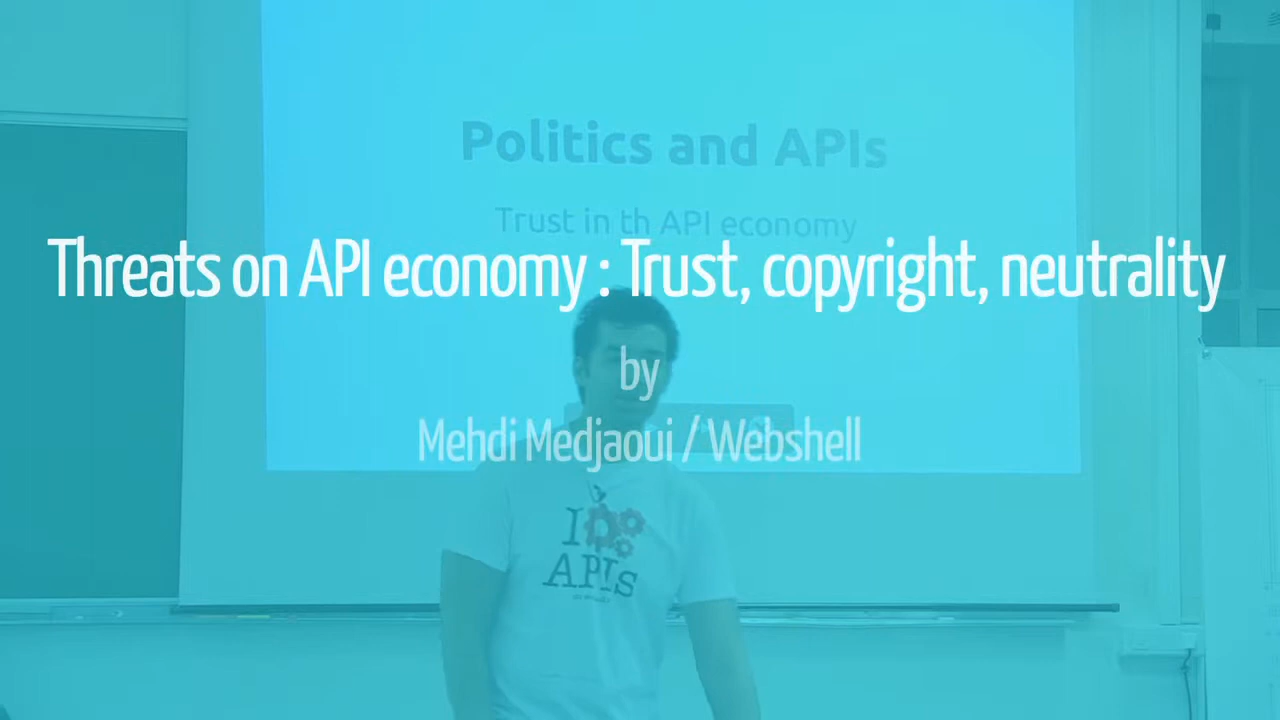 Politics and APIs
Trust in th API economy
Threats on API economy : Trust, copyright, neutrality
by
Mehdi Medjaoui / Webshell
I
APIs